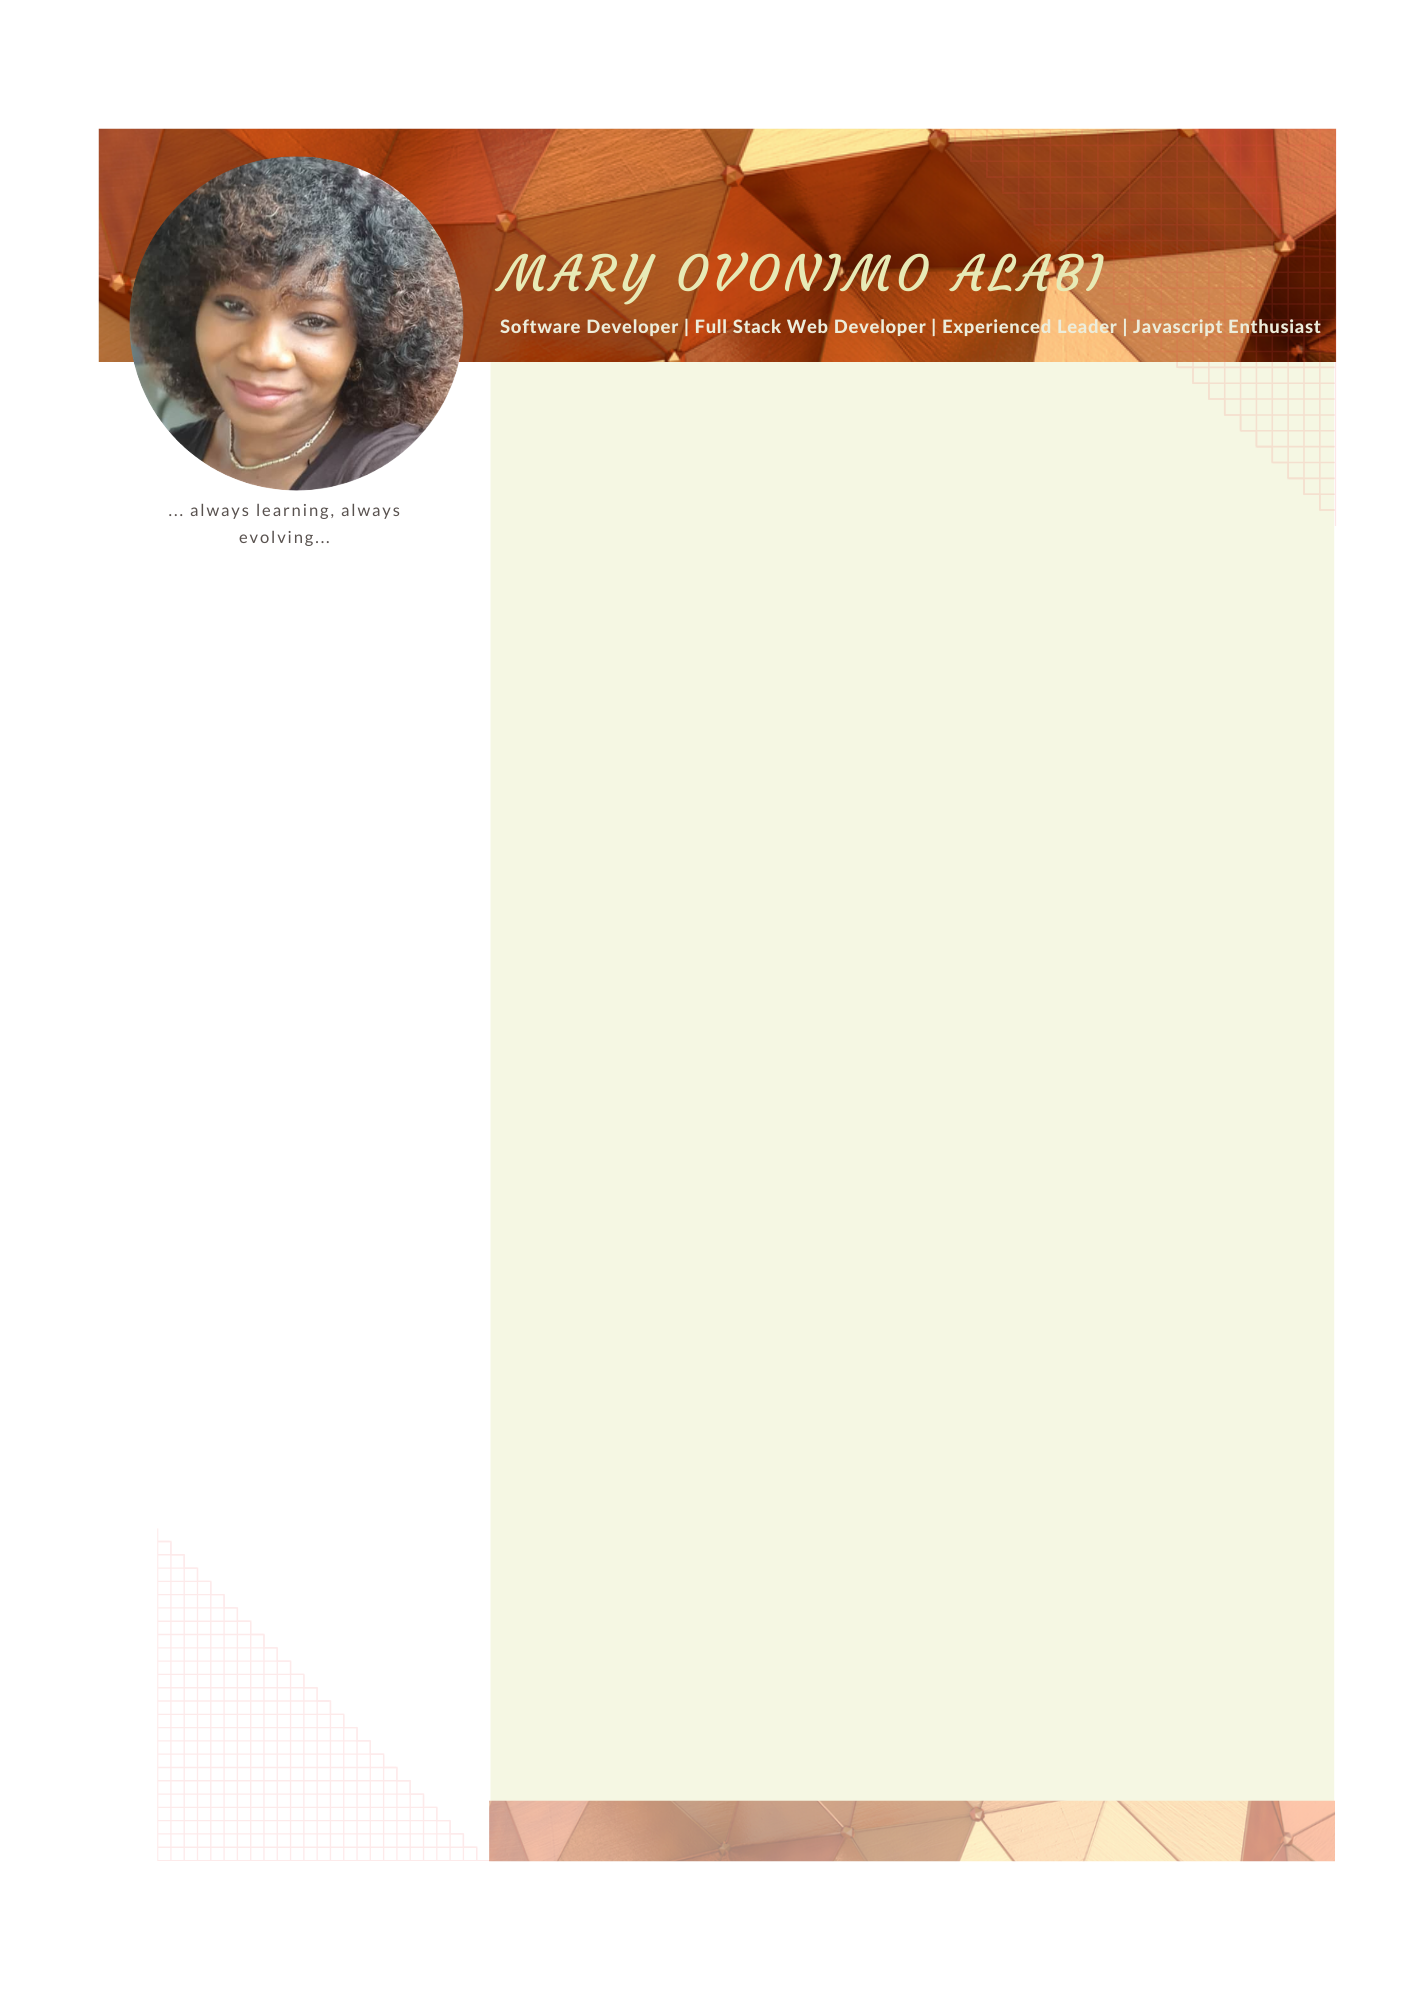 MARY OVONIMO ALABI
Software Developer | Full Stack Web Developer | Experienced Leader | Javascript Enthusiast
... always learning, always
evolving...